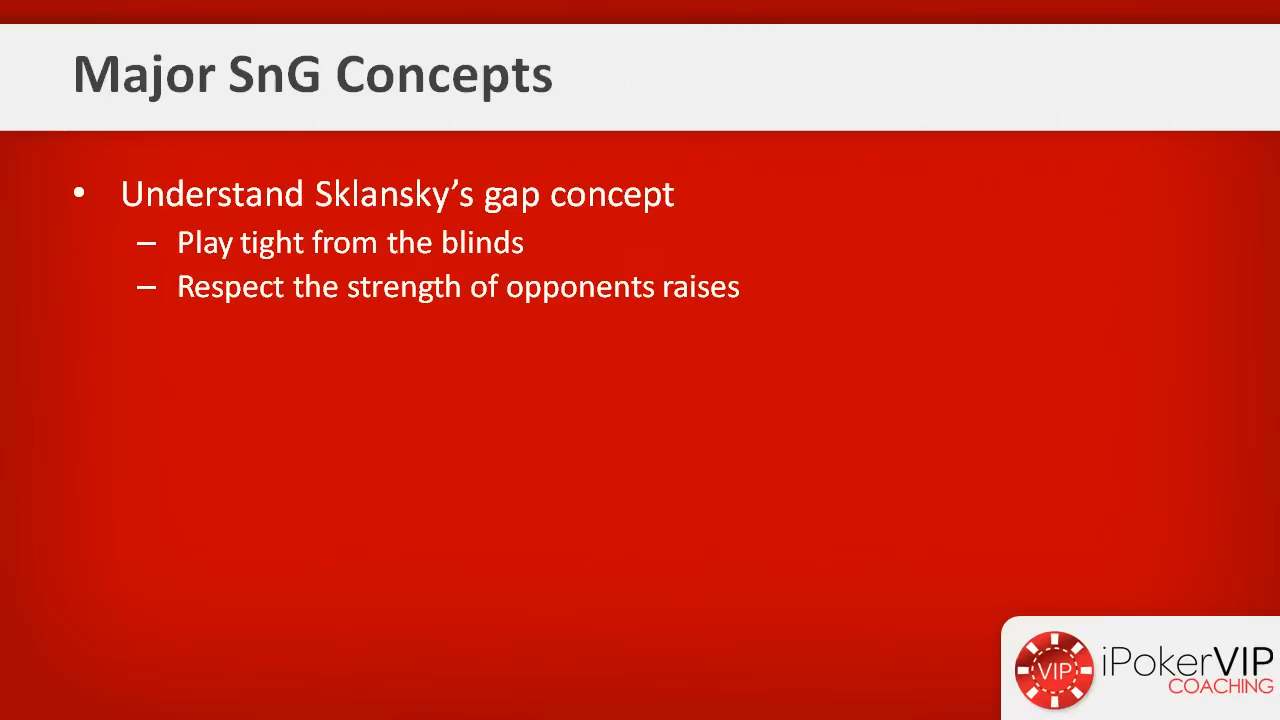 Major SnG Concepts
• Understand Sklansky’s gap concept
– Play tight from the blinds
– Respect the strength of opponents raises
VIP
iPokerVIP
COACHING